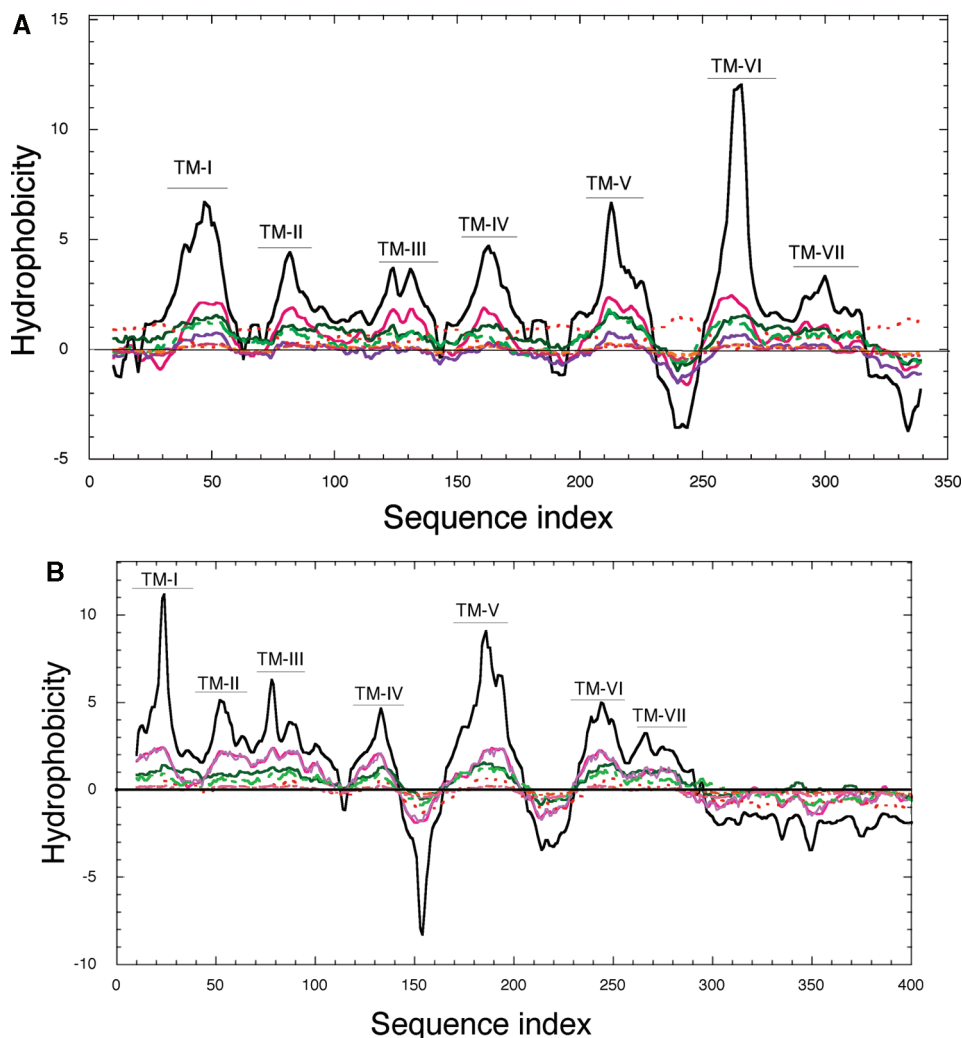 A
15
10
5
0
-5
Hydrophobicity
TM-I
TM-II
TM-III
TM-IV
TM-V
TM-VI
TM-VII
0 50 100 150 200 250 300 350
Sequence index
B
10
5
0
-5
-10
Hydrophobicity
TM-I
TM-II
TM-III
TM-IV
TM-V
TM-VI
TM-VII
0 50 100 150 200 250 300 350 400
Sequence index